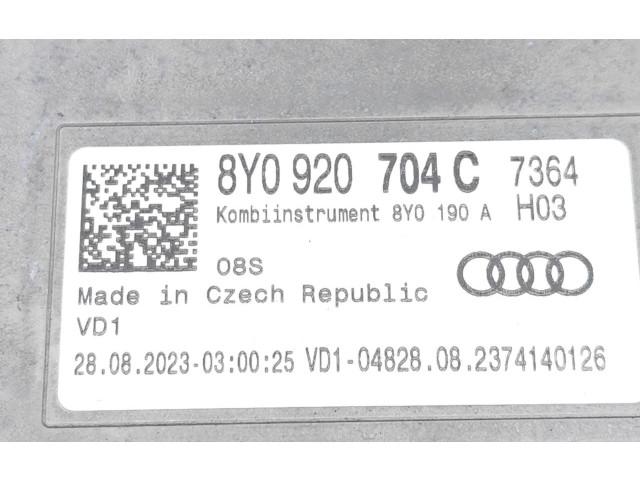 8Y0 920 704 C 7364
Kombiinstrument 8Y0 190 A H03
08S
Made in Czech Republic
VD1
28.08.2023-03:00:25 VD1-04828.08.2374140126